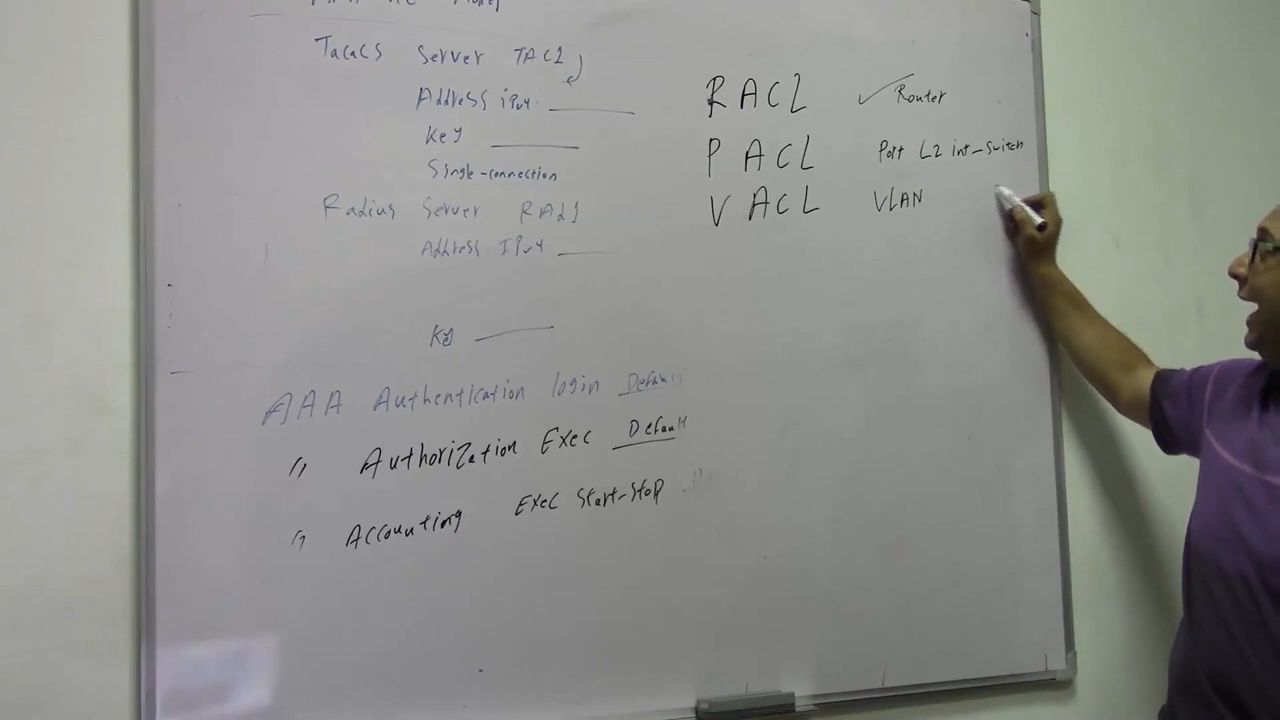 Tacacs Server TAC1
Address ipv4
Key
Single-connection
Radius Server RAd1
Address IPv4
Key
AAA Authentication login Default
" Authorization Exec Default
" Accounting Exec Start-Stop
RACL ✓ Router
PACL Port L2 int-Switch
VACL VLAN